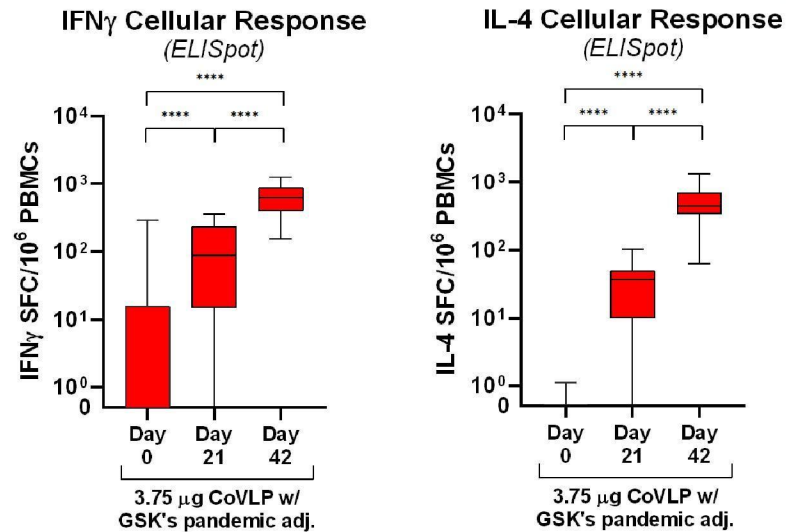 IFNγ Cellular Response
(ELISpot)
****
**** ****
IFNγ SFC/10⁶ PBMCs
10⁴
10³
10²
10¹
10⁰
0
Day 0
Day 21
Day 42
3.75 μg CoVLP w/
GSK's pandemic adj.
IL-4 Cellular Response
(ELISpot)
****
**** ****
IL-4 SFC/10⁶ PBMCs
10⁴
10³
10²
10¹
10⁰
0
Day 0
Day 21
Day 42
3.75 μg CoVLP w/
GSK's pandemic adj.